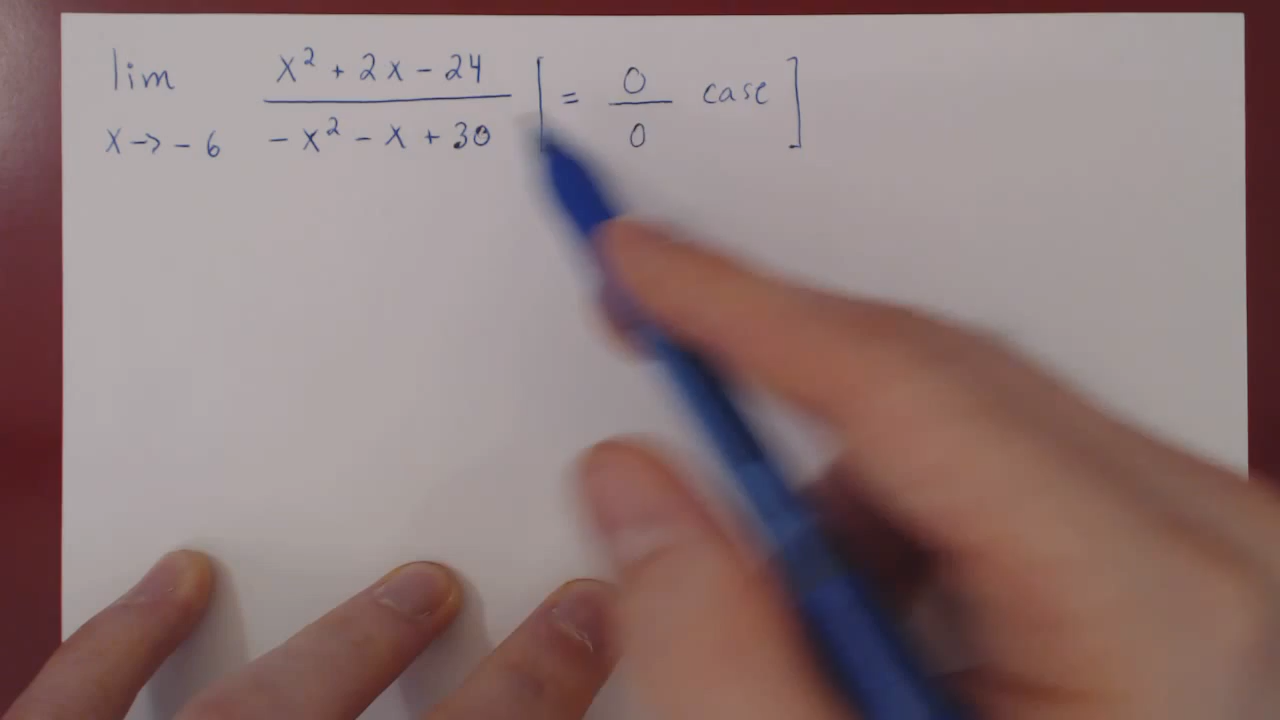 lim x² + 2x - 24 [ = 0 case ]
x → - 6 - x² - x + 30 0